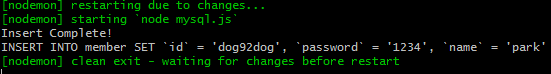 [nodemon] restarting due to changes...
[nodemon] starting `node mysql.js`
Insert Complete!
INSERT INTO member SET `id` = 'dog92dog', `password` = '1234', `name` = 'park'
[nodemon] clean exit - waiting for changes before restart